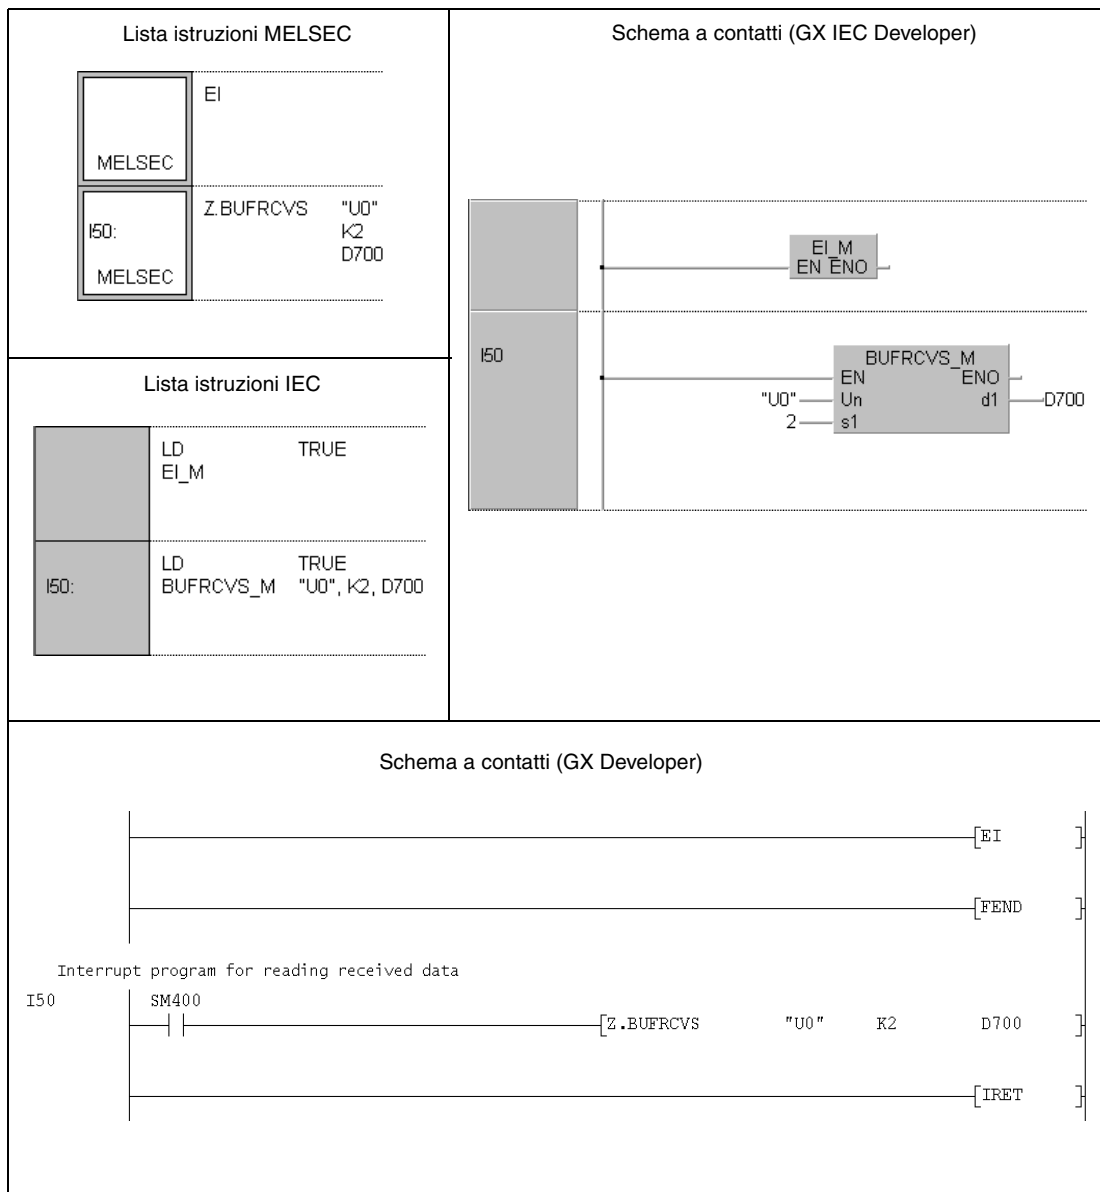 Lista istruzioni MELSEC
EI
MELSEC
I50:
MELSEC
Z.BUFRCVS "U0"
K2
D700
Lista istruzioni IEC
LD TRUE
EI_M
I50:
LD TRUE
BUFRCVS_M "U0", K2, D700
Schema a contatti (GX IEC Developer)
EI_M
EN ENO
I50
BUFRCVS_M
EN ENO
"U0" Un d1 D700
2 s1
Schema a contatti (GX Developer)
[EI ]
[FEND ]
Interrupt program for reading received data
I50 SM400
[Z.BUFRCVS "U0" K2 D700 ]
[IRET ]